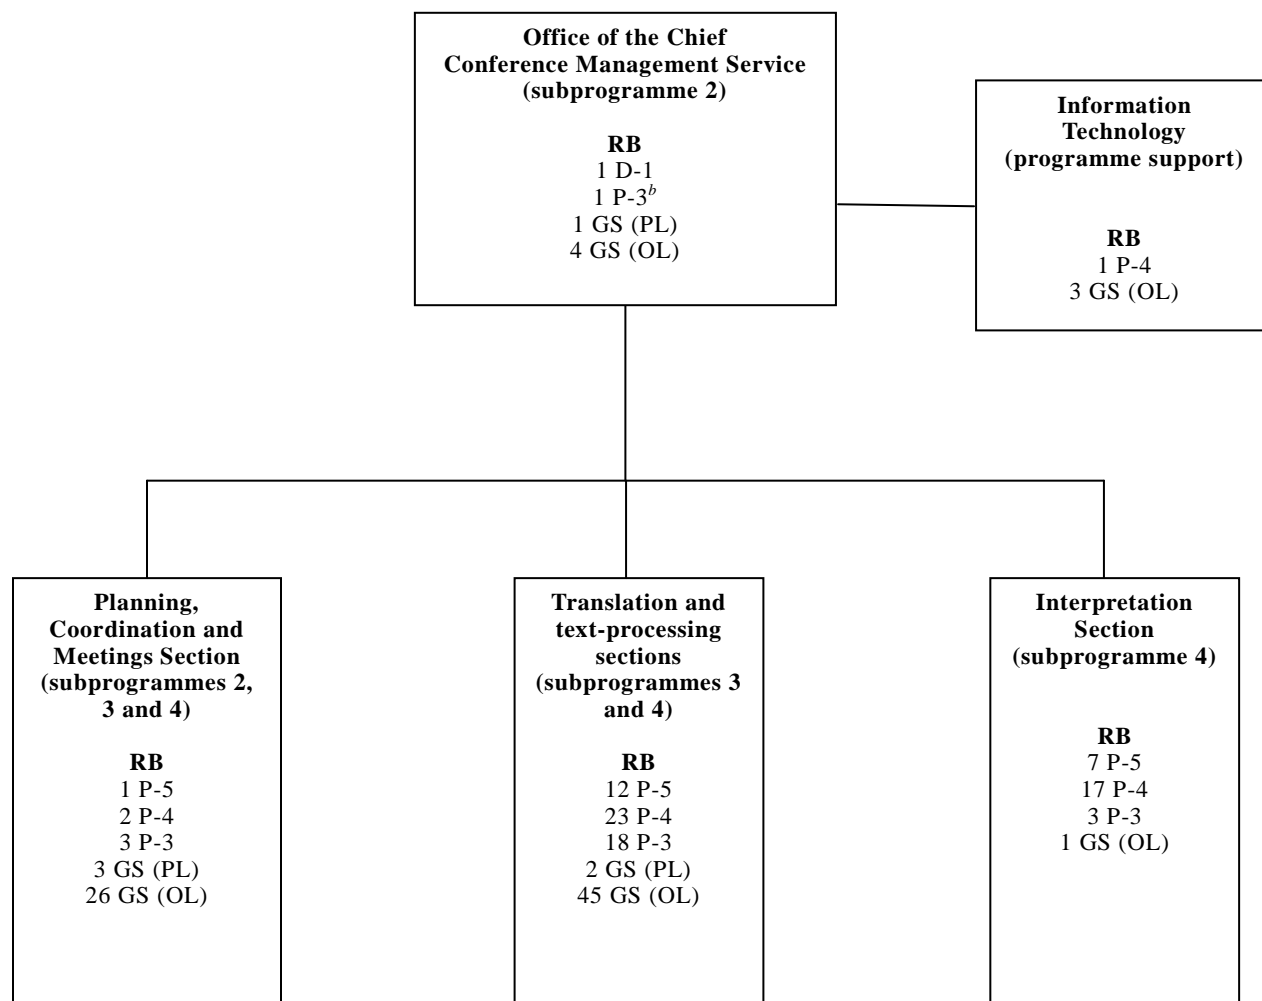 Office of the Chief
Conference Management Service
(subprogramme 2)
RB
1 D-1
1 P-3b
1 GS (PL)
4 GS (OL)
Information
Technology
(programme support)
RB
1 P-4
3 GS (OL)
Planning,
Coordination and
Meetings Section
(subprogrammes 2,
3 and 4)
RB
1 P-5
2 P-4
3 P-3
3 GS (PL)
26 GS (OL)
Translation and
text-processing
sections
(subprogrammes 3
and 4)
RB
12 P-5
23 P-4
18 P-3
2 GS (PL)
45 GS (OL)
Interpretation
Section
(subprogramme 4)
RB
7 P-5
17 P-4
3 P-3
1 GS (OL)